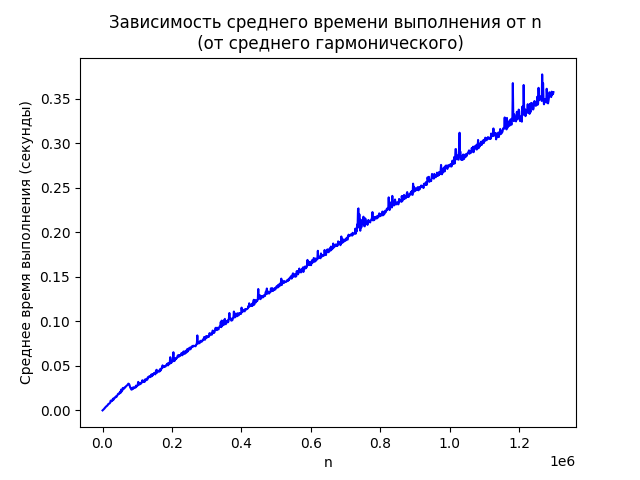 Зависимость среднего времени выполнения от n
(от среднего гармонического)
Среднее время выполнения (секунды)
0.35
0.30
0.25
0.20
0.15
0.10
0.05
0.00
0.0 0.2 0.4 0.6 0.8 1.0 1.2
1e6
n